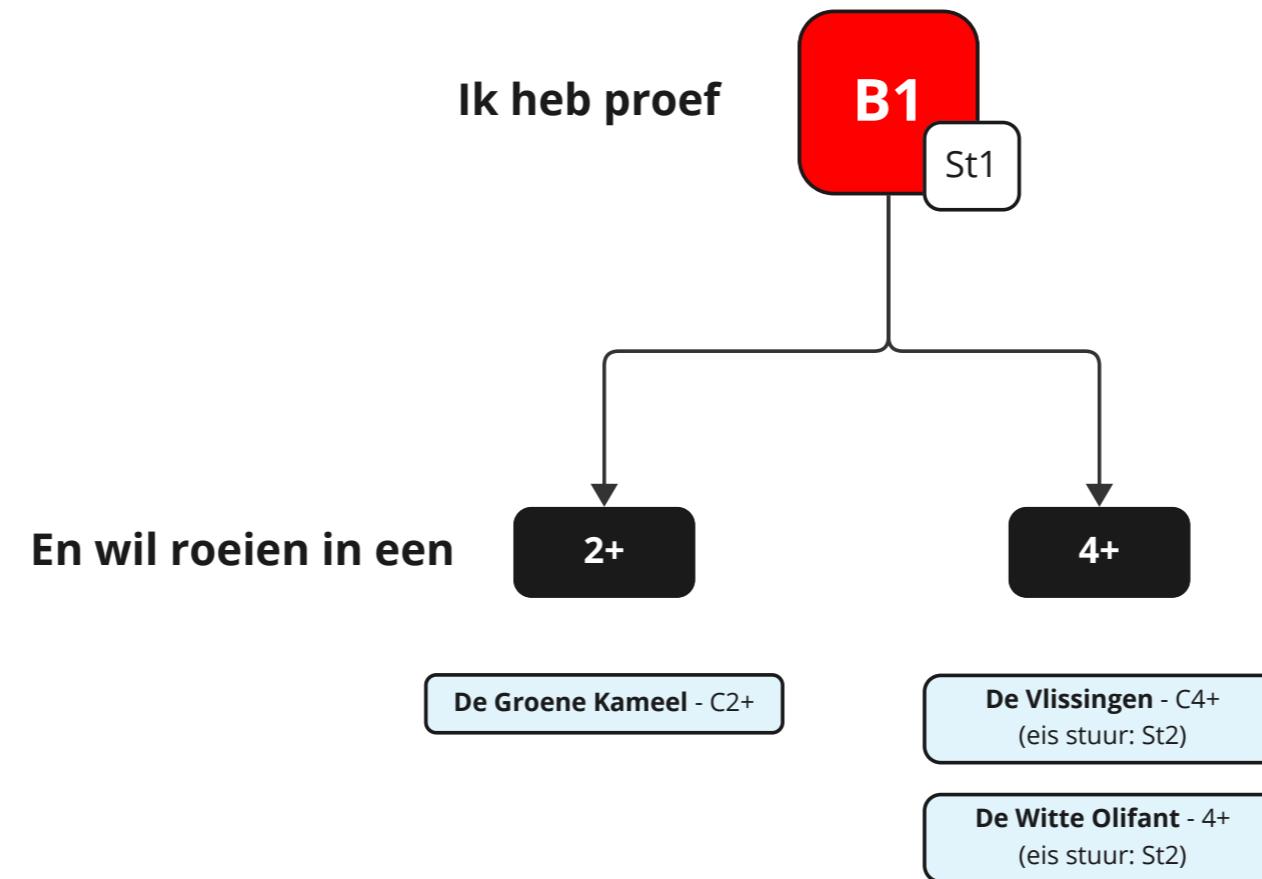 Ik heb proef
B1
St1
En wil roeien in een
2+
4+
De Groene Kameel - C2+
De Vlissingen - C4+
(eis stuur: St2)
De Witte Olifant - 4+
(eis stuur: St2)